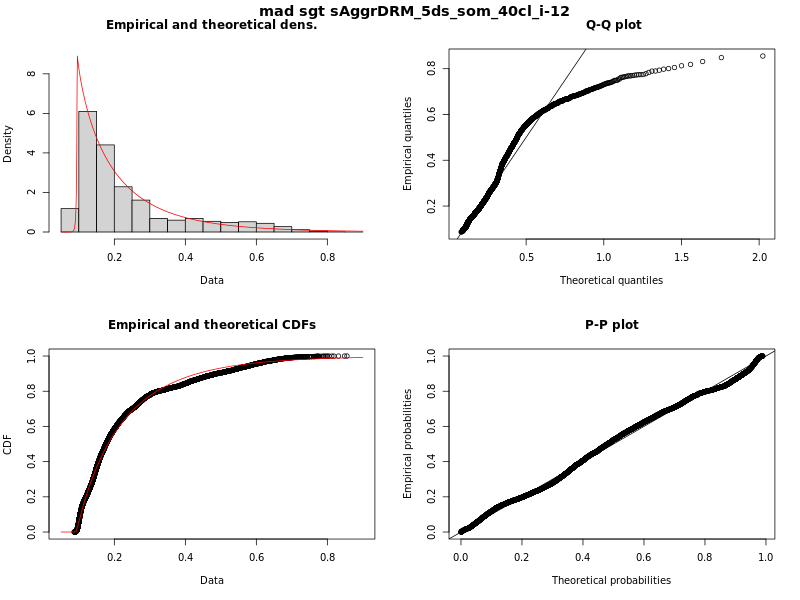 mad sgt sAggrDRM_5ds_som_40cl_i-12
Empirical and theoretical dens.
Density
0 2 4 6 8
0.2 0.4 0.6 0.8
Data
Q-Q plot
Empirical quantiles
0.2 0.4 0.6 0.8
0.5 1.0 1.5 2.0
Theoretical quantiles
Empirical and theoretical CDFs
CDF
0.0 0.2 0.4 0.6 0.8 1.0
0.2 0.4 0.6 0.8
Data
P-P plot
Empirical probabilities
0.0 0.2 0.4 0.6 0.8 1.0
0.0 0.2 0.4 0.6 0.8 1.0
Theoretical probabilities